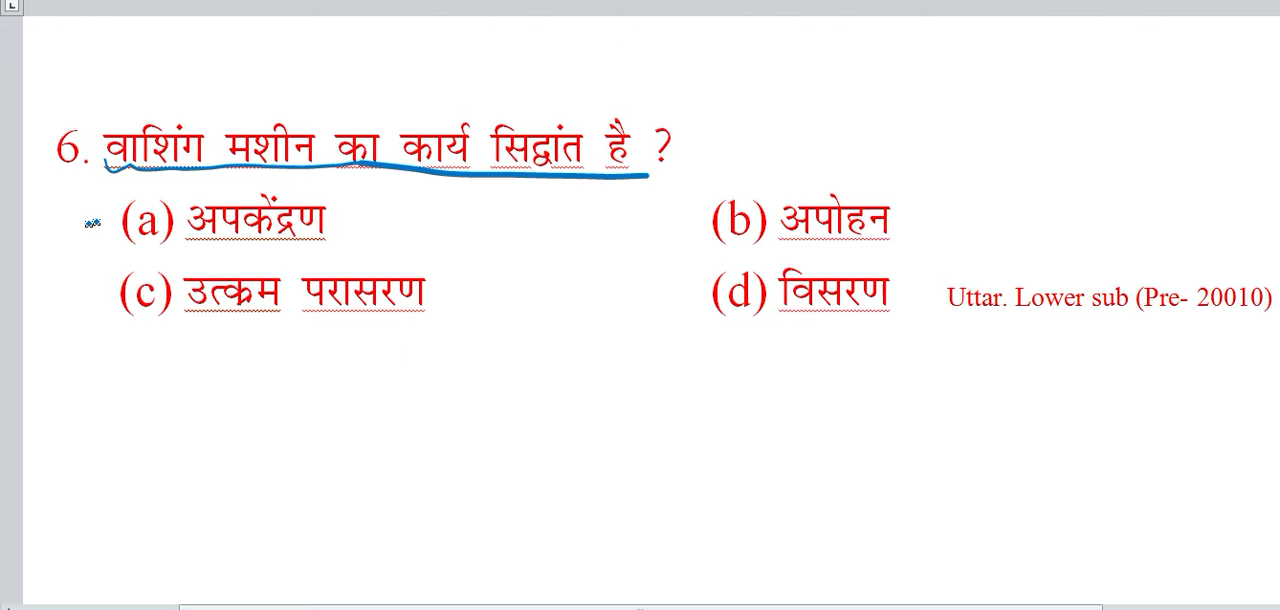 6. वाशिंग मशीन का कार्य सिद्वांत है ?
(a) अपकेंद्रण (b) अपोहन
(c) उत्क्रम परासरण (d) विसरण Uttar. Lower sub (Pre- 20010)